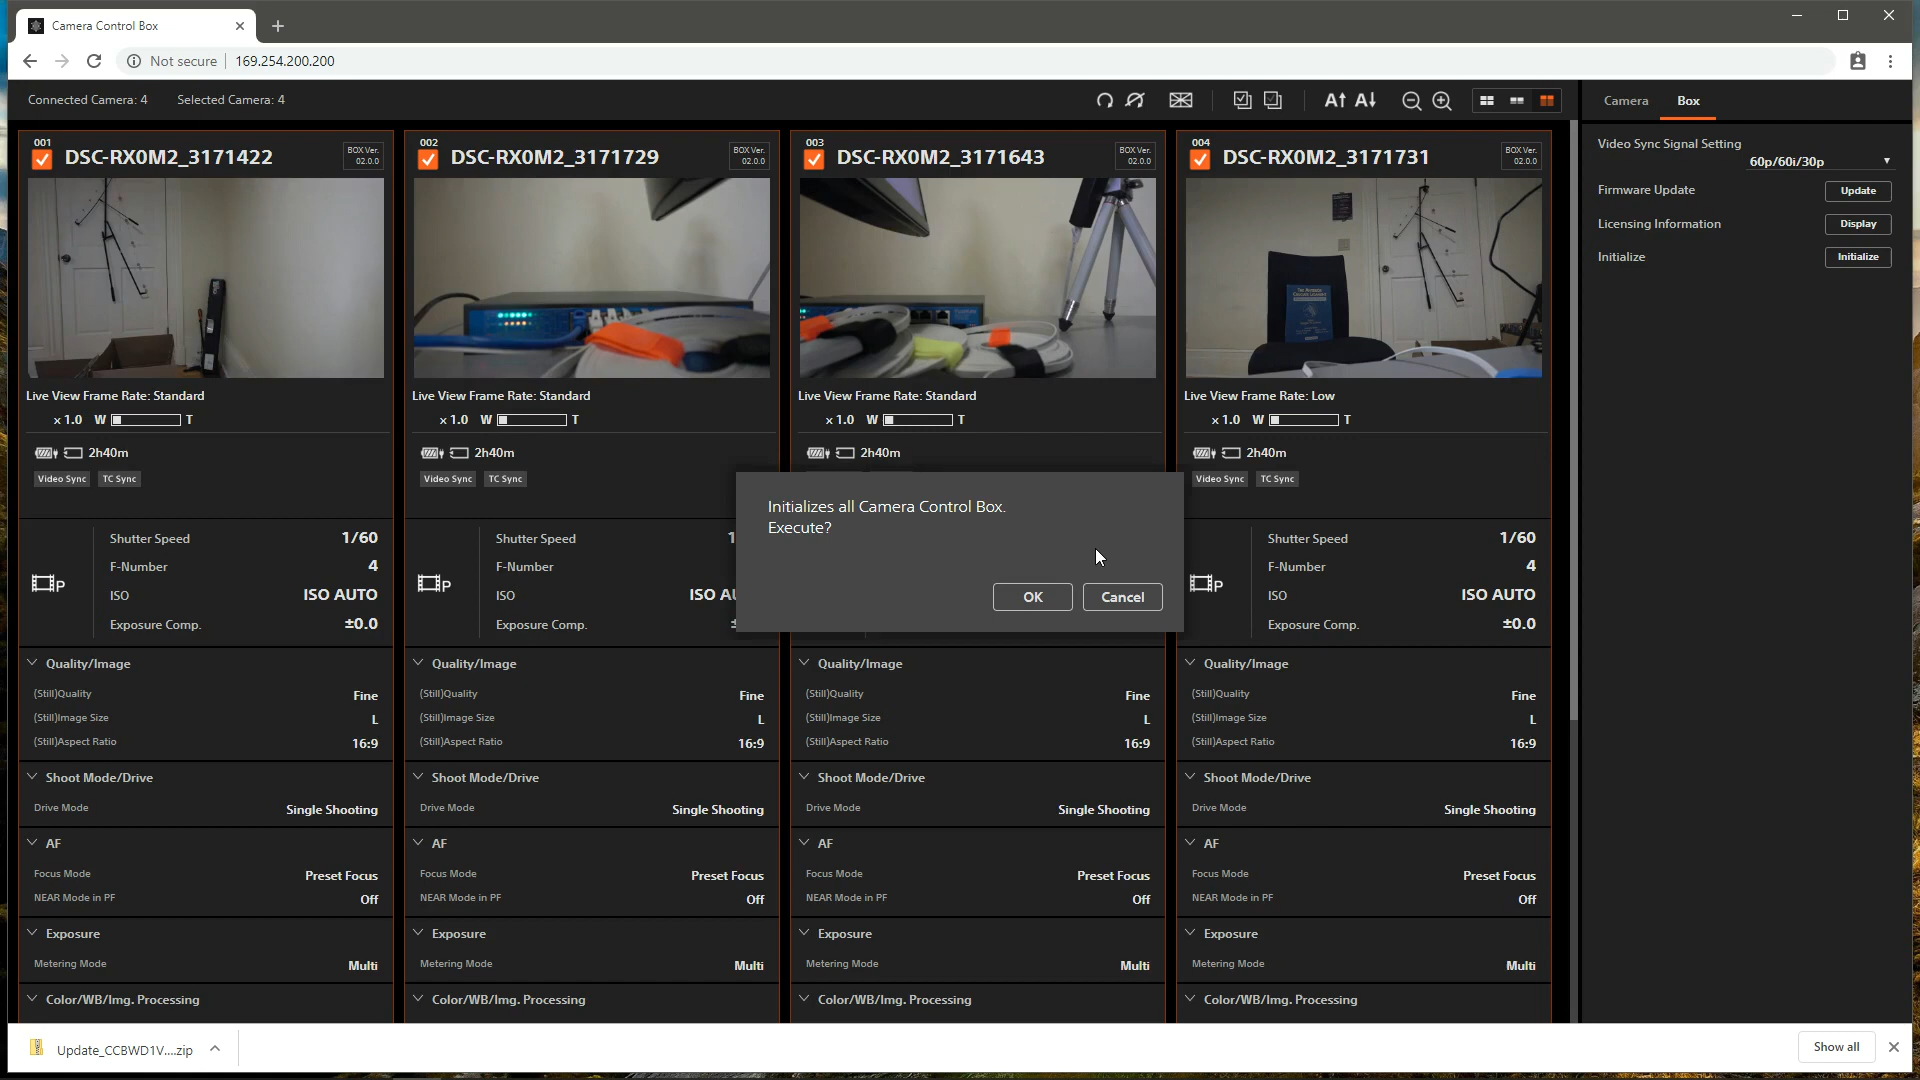 Camera Control Box
Not secure
169.254.200.200
Connected Camera: 4
Selected Camera: 4
Camera
Box
Video Sync Signal Setting
60p/60i/30p
Firmware Update
Update
Licensing Information
Display
Initialize
Initialize
001
DSC-RX0M2_3171422
BOX Ver.
02.0.0
Live View Frame Rate: Standard
x 1.0 W T
2h40m
Video Sync TC Sync
P
Shutter Speed 1/60
F-Number 4
ISO ISO AUTO
Exposure Comp. ±0.0
Quality/Image
(Still)Quality Fine
(Still)Image Size L
(Still)Aspect Ratio 16:9
Shoot Mode/Drive
Drive Mode Single Shooting
AF
Focus Mode Preset Focus
NEAR Mode in PF Off
Exposure
Metering Mode Multi
Color/WB/Img. Processing
002
DSC-RX0M2_3171729
BOX Ver.
02.0.0
Live View Frame Rate: Standard
x 1.0 W T
2h40m
Video Sync TC Sync
P
Shutter Speed 1
F-Number
ISO ISO AU
Exposure Comp. ±
Quality/Image
(Still)Quality Fine
(Still)Image Size L
(Still)Aspect Ratio 16:9
Shoot Mode/Drive
Drive Mode Single Shooting
AF
Focus Mode Preset Focus
NEAR Mode in PF Off
Exposure
Metering Mode Multi
Color/WB/Img. Processing
003
DSC-RX0M2_3171643
BOX Ver.
02.0.0
Live View Frame Rate: Standard
x 1.0 W T
2h40m
Initializes all Camera Control Box.
Execute?
OK
Cancel
Quality/Image
(Still)Quality Fine
(Still)Image Size L
(Still)Aspect Ratio 16:9
Shoot Mode/Drive
Drive Mode Single Shooting
AF
Focus Mode Preset Focus
NEAR Mode in PF Off
Exposure
Metering Mode Multi
Color/WB/Img. Processing
004
DSC-RX0M2_3171731
BOX Ver.
02.0.0
Live View Frame Rate: Low
x 1.0 W T
2h40m
Video Sync TC Sync
P
Shutter Speed 1/60
F-Number 4
ISO ISO AUTO
Exposure Comp. ±0.0
Quality/Image
(Still)Quality Fine
(Still)Image Size L
(Still)Aspect Ratio 16:9
Shoot Mode/Drive
Drive Mode Single Shooting
AF
Focus Mode Preset Focus
NEAR Mode in PF Off
Exposure
Metering Mode Multi
Color/WB/Img. Processing
Update_CCBWD1V....zip
Show all